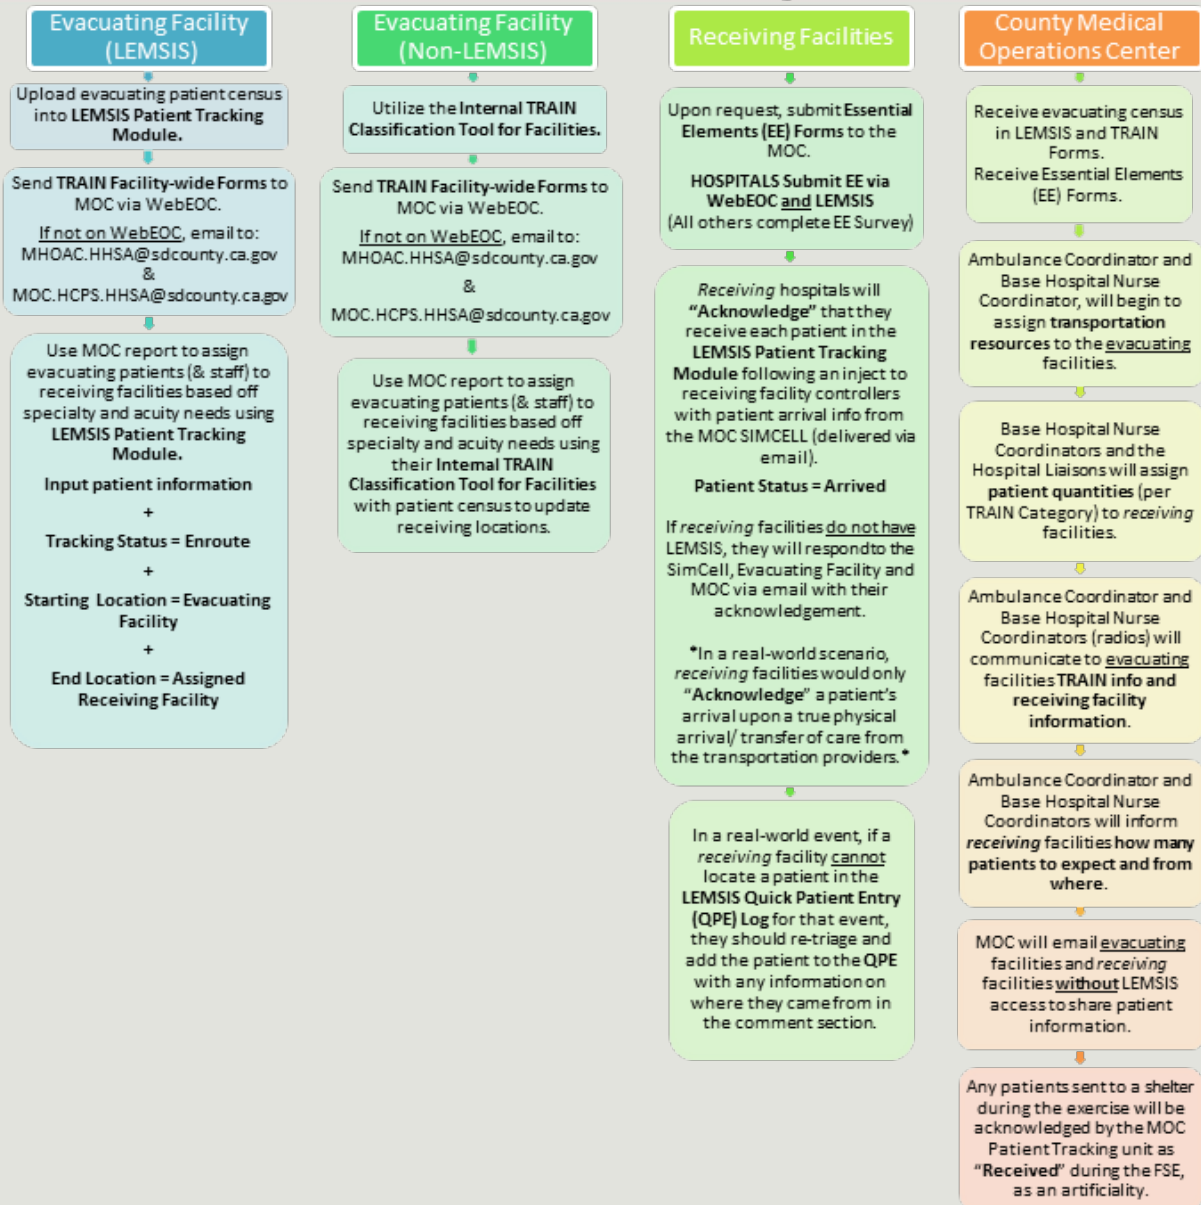 Evacuating Facility
(LEMSIS)
Upload evacuating patient census
into LEMSIS Patient Tracking
Module.
Send TRAIN Facility-wide Forms to
MOC via WebEOC.
If not on WebEOC, email to:
MHOAC.HHSA@sdcounty.ca.gov
&
MOC.HCPS.HHSA@sdcounty.ca.gov
Use MOC report to assign
evacuating patients (& staff) to
receiving facilities based off
specialty and acuity needs using
LEMSIS Patient Tracking
Module.
Input patient information
+
Tracking Status = Enroute
+
Starting Location = Evacuating
Facility
+
End Location = Assigned
Receiving Facility
Evacuating Facility
(Non-LEMSIS)
Utilize the Internal TRAIN
Classification Tool for Facilities.
Send TRAIN Facility-wide Forms to
MOC via WebEOC.
If not on WebEOC, email to:
MHOAC.HHSA@sdcounty.ca.gov
&
MOC.HCPS.HHSA@sdcounty.ca.gov
Use MOC report to assign
evacuating patients (& staff) to
receiving facilities based off
specialty and acuity needs using
their Internal TRAIN
Classification Tool for Facilities
with patient census to update
receiving locations.
Receiving Facilities
Upon request, submit Essential
Elements (EE) Forms to the
MOC.
HOSPITALS Submit EE via
WebEOC and LEMSIS
(All others complete EE Survey)
Receiving hospitals will
“Acknowledge” that they
receive each patient in the
LEMSIS Patient Tracking
Module following an inject to
receiving facility controllers
with patient arrival info from
the MOC SIMCELL (delivered via
email).
Patient Status = Arrived
If receiving facilities do not have
LEMSIS, they will respond to the
SimCell, Evacuating Facility and
MOC via email with their
acknowledgement.
*In a real-world scenario,
receiving facilities would only
“Acknowledge” a patient’s
arrival upon a true physical
arrival/ transfer of care from
the transportation providers.*
In a real-world event, if a
receiving facility cannot
locate a patient in the
LEMSIS Quick Patient Entry
(QPE) Log for that event,
they should re-triage and
add the patient to the QPE
with any information on
where they came from in
the comment section.
County Medical
Operations Center
Receive evacuating census
in LEMSIS and TRAIN
Forms.
Receive Essential Elements
(EE) Forms.
Ambulance Coordinator and
Base Hospital Nurse
Coordinator, will begin to
assign transportation
resources to the evacuating
facilities.
Base Hospital Nurse
Coordinators and the
Hospital Liaisons will assign
patient quantities (per
TRAIN Category) to receiving
facilities.
Ambulance Coordinator and
Base Hospital Nurse
Coordinators (radios) will
communicate to evacuating
facilities TRAIN info and
receiving facility
information.
Ambulance Coordinator and
Base Hospital Nurse
Coordinators will inform
receiving facilities how many
patients to expect and from
where.
MOC will email evacuating
facilities and receiving
facilities without LEMSIS
access to share patient
information.
Any patients sent to a shelter
during the exercise will be
acknowledged by the MOC
Patient Tracking unit as
“Received” during the FSE,
as an artificiality.